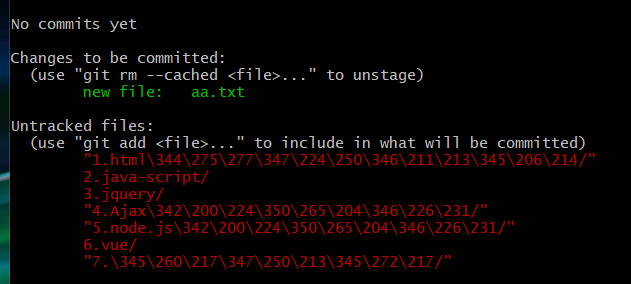 No commits yet
Changes to be committed:
(use "git rm --cached <file>..." to unstage)
new file:   aa.txt
Untracked files:
(use "git add <file>..." to include in what will be committed)
"1.html\344\275\277\347\224\250\346\211\213\345\206\214/"
2.java-script/
3.jquery/
"4.Ajax\342\200\224\350\265\204\346\226\231/"
"5.node.js\342\200\224\350\265\204\346\226\231/"
6.vue/
"7.\345\260\217\347\250\213\345\272\217/"